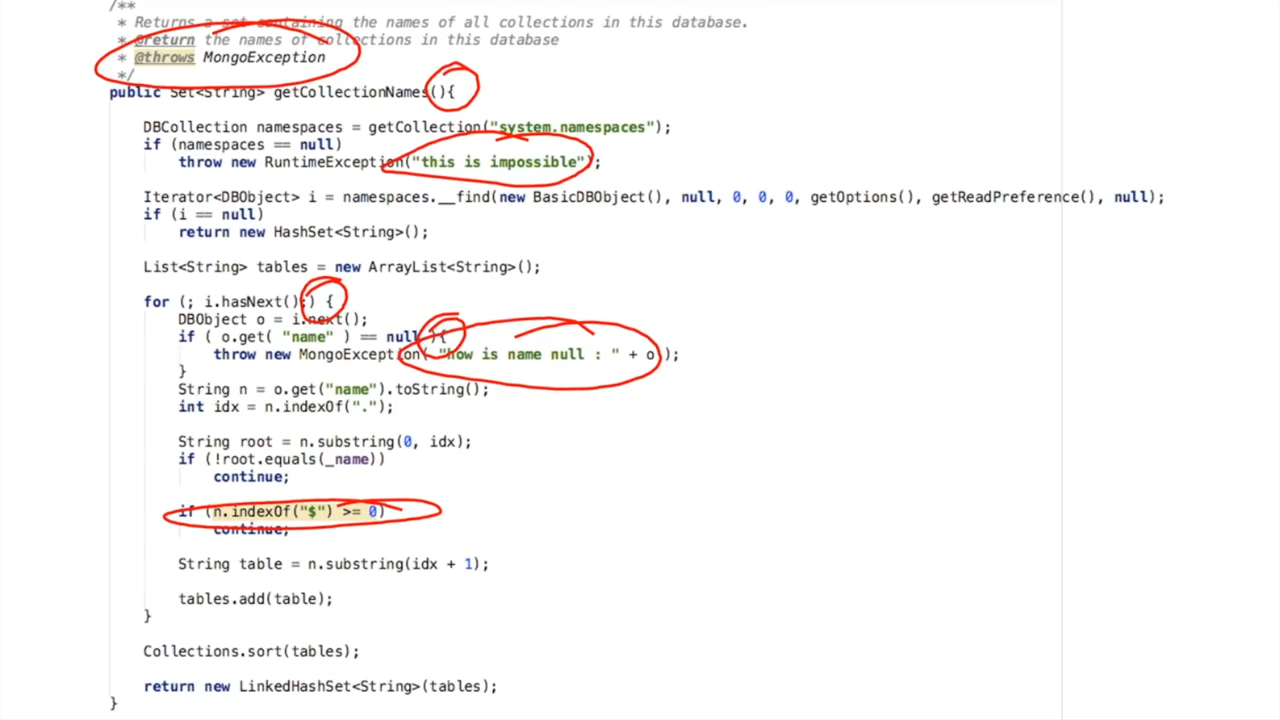 /**
* Returns a set containing the names of all collections in this database.
* @return the names of collections in this database
* @throws MongoException
*/
public Set<String> getCollectionNames(){
DBCollection namespaces = getCollection("system.namespaces");
if (namespaces == null)
throw new RuntimeException("this is impossible");
Iterator<DBObject> i = namespaces.__find(new BasicDBObject(), null, 0, 0, 0, getOptions(), getReadPreference(), null);
if (i == null)
return new HashSet<String>();
List<String> tables = new ArrayList<String>();
for (; i.hasNext();) {
DBObject o = i.next();
if ( o.get( "name" ) == null ){
throw new MongoException( "how is name null : " + o );
}
String n = o.get("name").toString();
int idx = n.indexOf(".");
String root = n.substring(0, idx);
if (!root.equals(_name))
continue;
if (n.indexOf("$") >= 0)
continue;
String table = n.substring(idx + 1);
tables.add(table);
}
Collections.sort(tables);
return new LinkedHashSet<String>(tables);
}